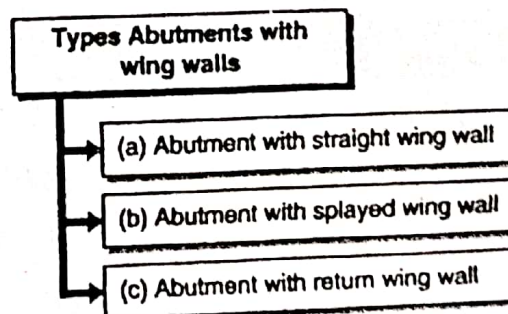 Types Abutments with
wing walls
(a) Abutment with straight wing wall
(b) Abutment with splayed wing wall
(c) Abutment with return wing wall